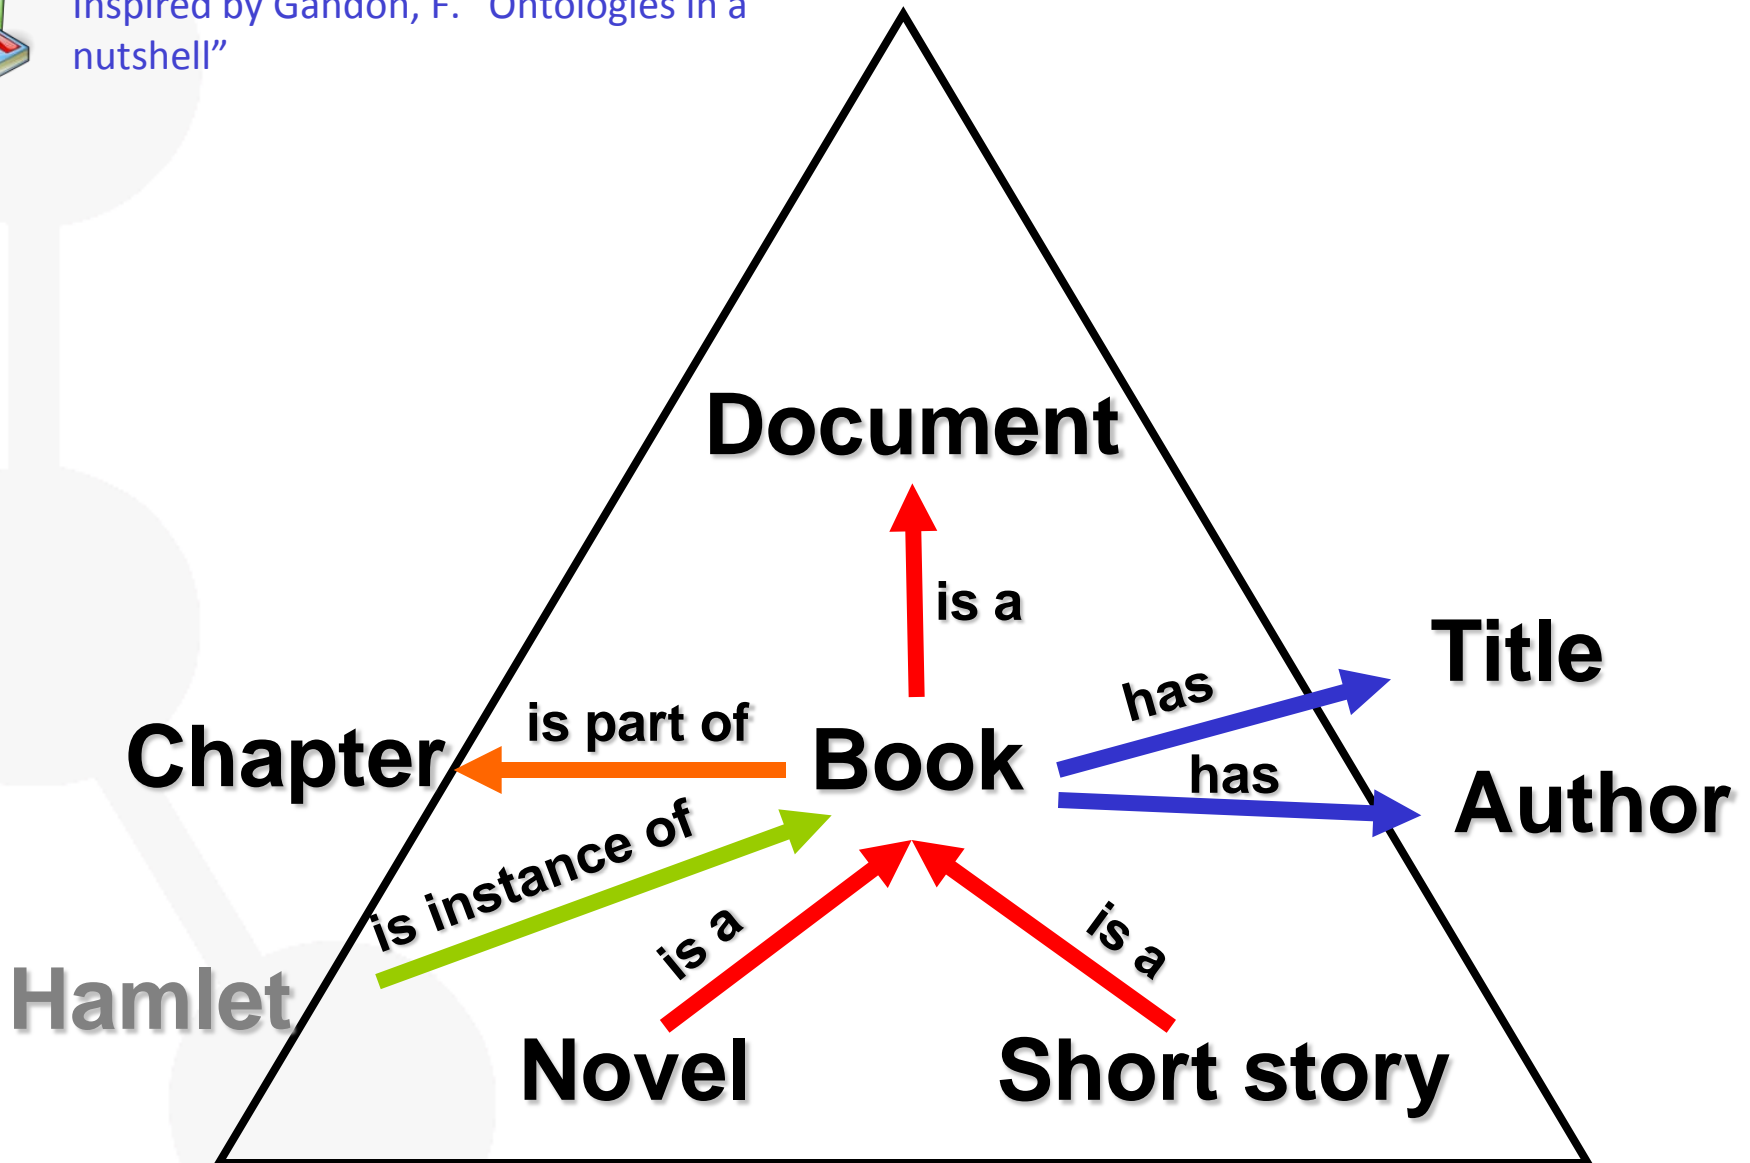 Inspired by Gandon, F. “Ontologies in a
nutshell”
Document
is a
Title
has
is part of
Chapter
Book
has
Author
is instance of
is a
is a
Hamlet
Novel
Short story